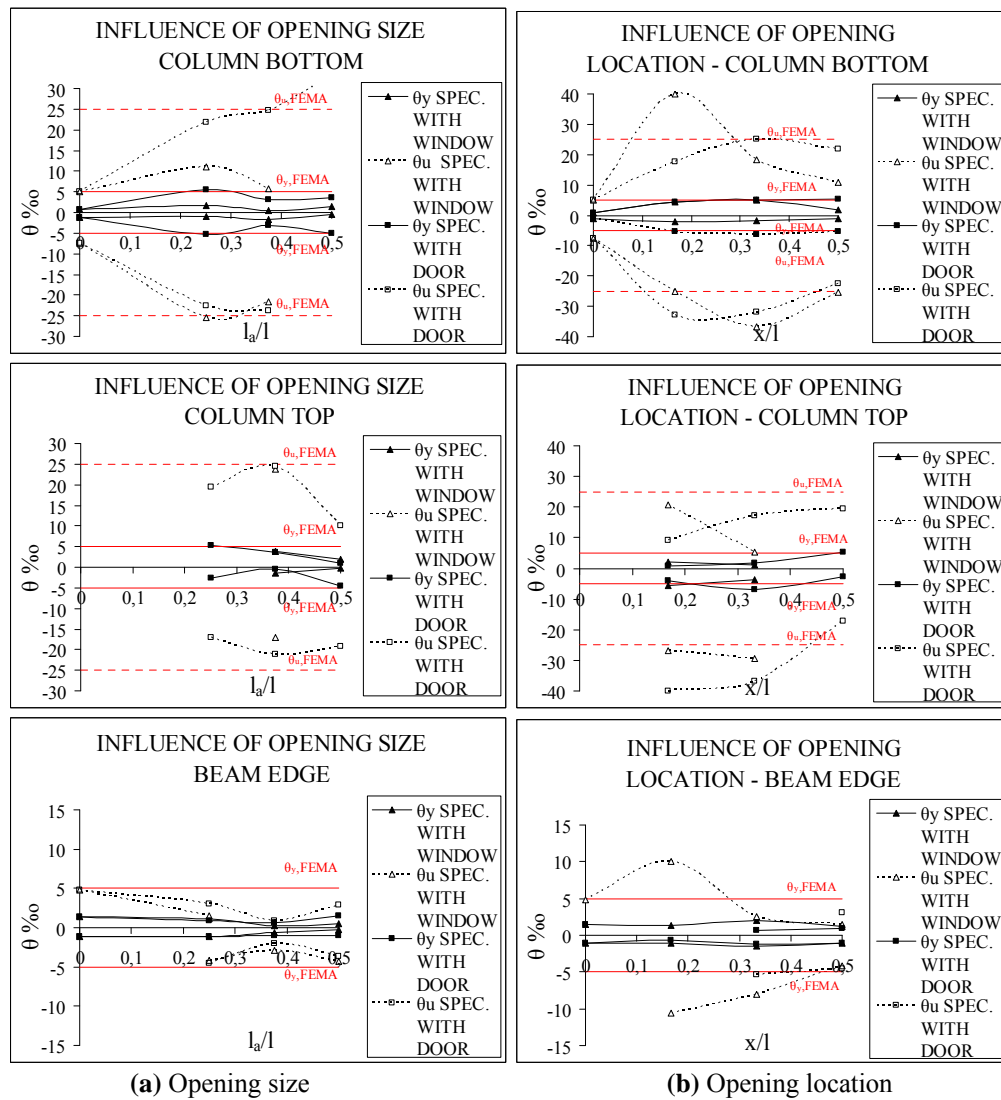 INFLUENCE OF OPENING SIZE
COLUMN BOTTOM
30
25
20
15
10
5
0
-5
-10
-15
-20
-25
-30
θ ‰
0 0,1 0,2 0,3 0,4 0,5
la/l
θu,FEMA
θy,FEMA
θy,FEMA
θu,FEMA
θy SPEC.
WITH
WINDOW
θu SPEC.
WITH
WINDOW
θy SPEC.
WITH
DOOR
θu SPEC.
WITH
DOOR
INFLUENCE OF OPENING
LOCATION - COLUMN BOTTOM
40
30
20
10
0
-10
-20
-30
-40
θ ‰
0 0,1 0,2 0,3 0,4 0,5
x/l
θu,FEMA
θy,FEMA
θy,FEMA
θu,FEMA
θy SPEC.
WITH
WINDOW
θu SPEC.
WITH
WINDOW
θy SPEC.
WITH
DOOR
θu SPEC.
WITH
DOOR
INFLUENCE OF OPENING SIZE
COLUMN TOP
30
25
20
15
10
5
0
-5
-10
-15
-20
-25
-30
θ ‰
0 0,1 0,2 0,3 0,4 0,5
la/l
θu,FEMA
θy,FEMA
θy,FEMA
θu,FEMA
θy SPEC.
WITH
WINDOW
θu SPEC.
WITH
WINDOW
θy SPEC.
WITH
DOOR
θu SPEC.
WITH
DOOR
INFLUENCE OF OPENING
LOCATION - COLUMN TOP
40
30
20
10
0
-10
-20
-30
-40
θ ‰
0 0,1 0,2 0,3 0,4 0,5
x/l
θu,FEMA
θy,FEMA
θy,FEMA
θu,FEMA
θy SPEC.
WITH
WINDOW
θu SPEC.
WITH
WINDOW
θy SPEC.
WITH
DOOR
θu SPEC.
WITH
DOOR
INFLUENCE OF OPENING SIZE
BEAM EDGE
15
10
5
0
-5
-10
-15
θ ‰
0 0,1 0,2 0,3 0,4 0,5
la/l
θy,FEMA
θy,FEMA
θy SPEC.
WITH
WINDOW
θu SPEC.
WITH
WINDOW
θy SPEC.
WITH
DOOR
θu SPEC.
WITH
DOOR
INFLUENCE OF OPENING
LOCATION - BEAM EDGE
15
10
5
0
-5
-10
-15
θ ‰
0 0,1 0,2 0,3 0,4 0,5
x/l
θy,FEMA
θy,FEMA
θy SPEC.
WITH
WINDOW
θu SPEC.
WITH
WINDOW
θy SPEC.
WITH
DOOR
θu SPEC.
WITH
DOOR
(a) Opening size
(b) Opening location